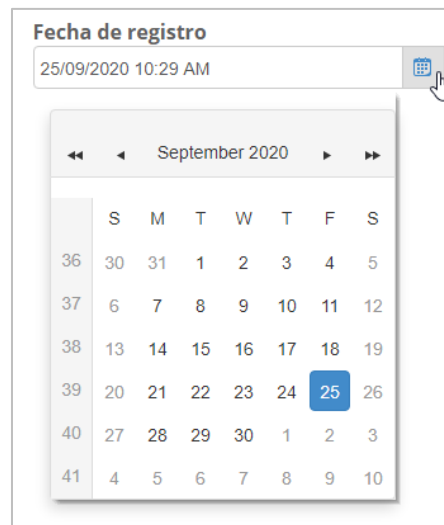 Fecha de registro
25/09/2020 10:29 AM
September 2020
S M T W T F S
36 30 31 1 2 3 4 5
37 6 7 8 9 10 11 12
38 13 14 15 16 17 18 19
39 20 21 22 23 24 25 26
40 27 28 29 30 1 2 3
41 4 5 6 7 8 9 10